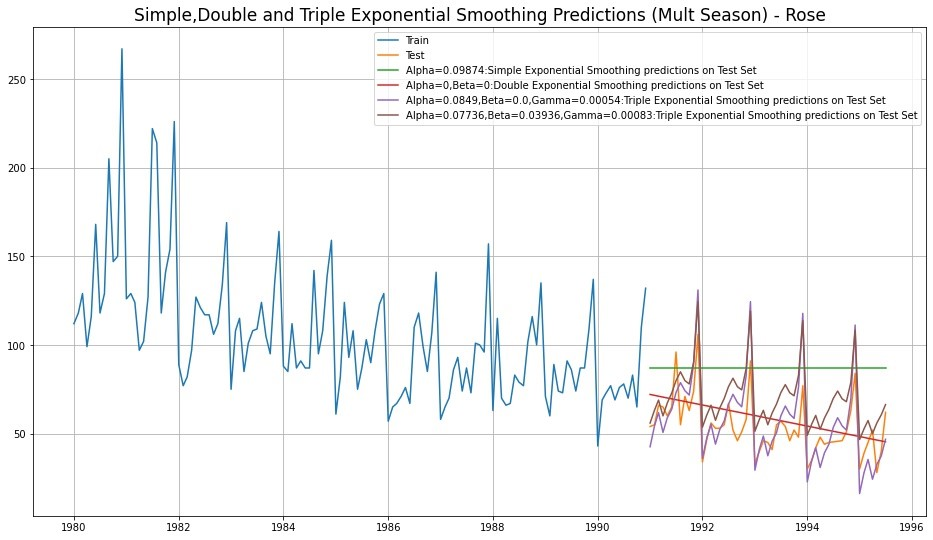 Simple,Double and Triple Exponential Smoothing Predictions (Mult Season) - Rose
Train
Test
Alpha=0.09874:Simple Exponential Smoothing predictions on Test Set
Alpha=0,Beta=0:Double Exponential Smoothing predictions on Test Set
Alpha=0.0849,Beta=0.0,Gamma=0.00054:Triple Exponential Smoothing predictions on Test Set
Alpha=0.07736,Beta=0.03936,Gamma=0.00083:Triple Exponential Smoothing predictions on Test Set
250
200
150
100
50
1980 1982 1984 1986 1988 1990 1992 1994 1996